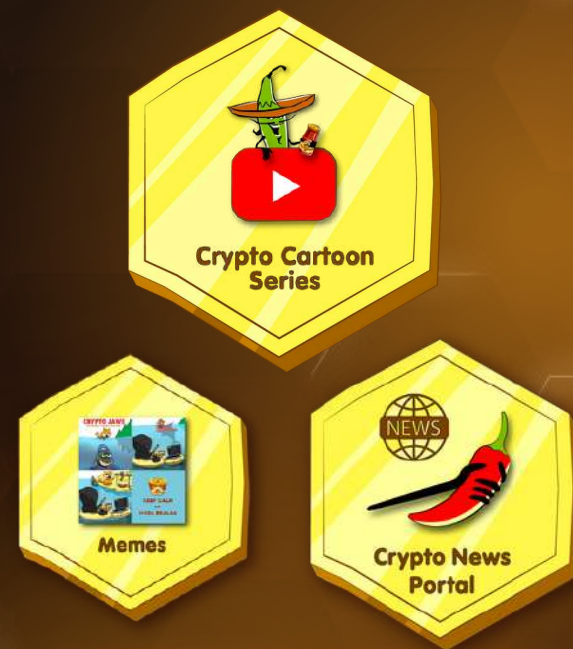 Crypto Cartoon
Series
CRYPTO JAWS
KEEP CALM
Memes
NEWS
Crypto News
Portal